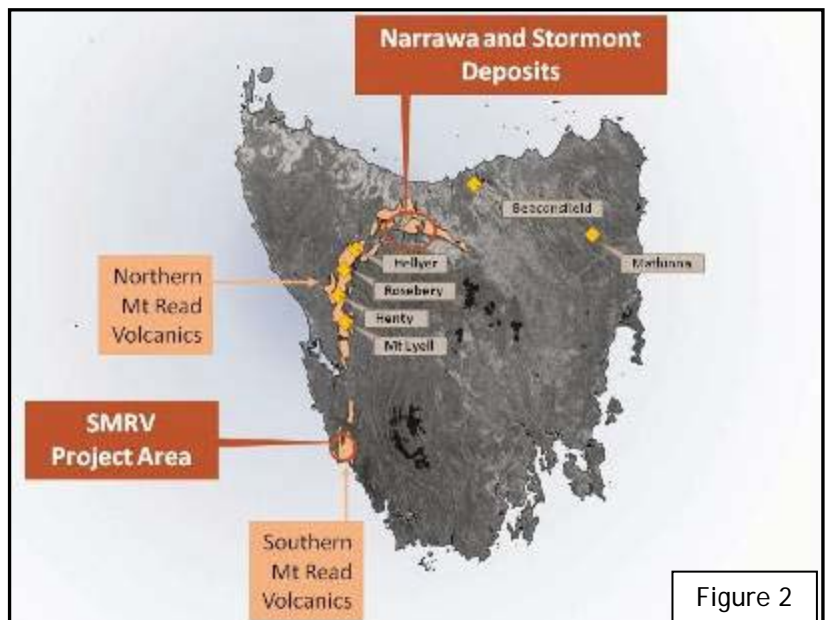 Narrawa and Stormont
Deposits
Beaconsfield
Mathinna
Hellyer
Rosebery
Henty
Mt Lyell
Northern
Mt Read
Volcanics
SMRV
Project Area
Southern
Mt Read
Volcanics
Figure 2